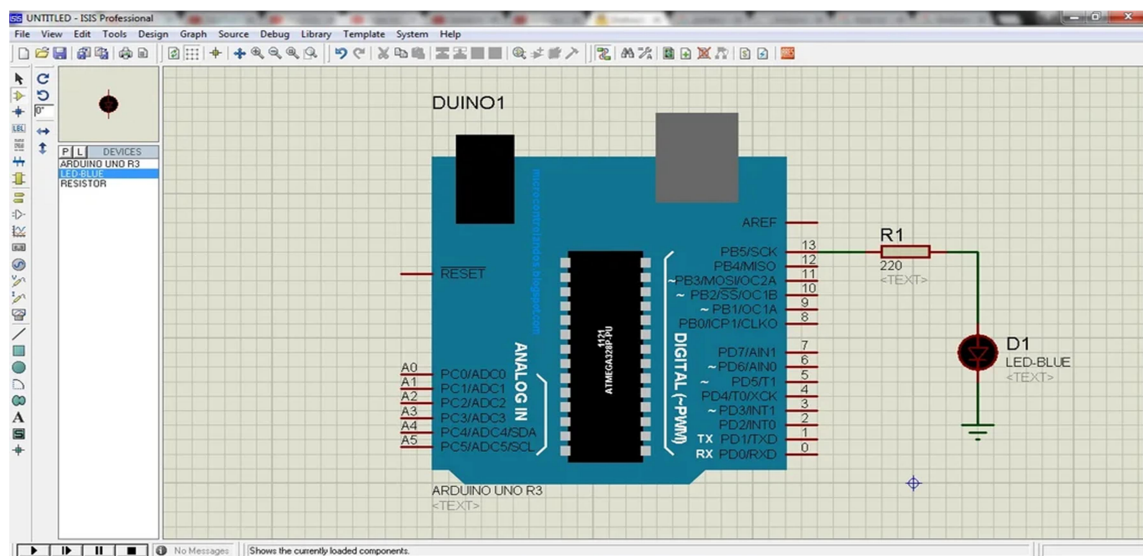 UNTITLED - ISIS Professional
File View Edit Tools Design Graph Source Debug Library Template System Help
0°
LBL
P L DEVICES
ARDUINO UNO R3
LED-BLUE
RESISTOR
A
S
DUINO1
microcontrolandos.blogspot.com
RESET
ANALOG IN
A0 PC0/ADC0
A1 PC1/ADC1
A2 PC2/ADC2
A3 PC3/ADC3
A4 PC4/ADC4/SDA
A5 PC5/ADC5/SCL
1121
ATMEGA328P-PU
DIGITAL (~PWM)
AREF
PB5/SCK 13
PB4/MISO 12
~PB3/MOSI/OC2A 11
~ PB2/SS/OC1B 10
~ PB1/OC1A 9
PB0/ICP1/CLKO 8
PD7/AIN1 7
~ PD6/AIN0 6
~ PD5/T1 5
PD4/T0/XCK 4
~ PD3/INT1 3
PD2/INT0 2
TX PD1/TXD 1
RX PD0/RXD 0
ARDUINO UNO R3
<TEXT>
R1
220
<TEXT>
D1
LED-BLUE
<TEXT>
No Messages
Shows the currently loaded components.